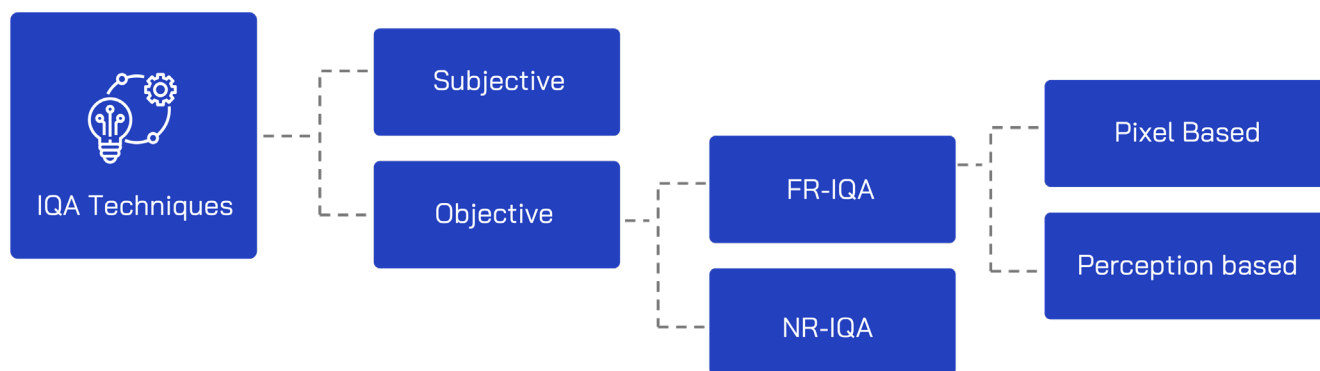 IQA Techniques
Subjective
Objective
FR-IQA
NR-IQA
Pixel Based
Perception based